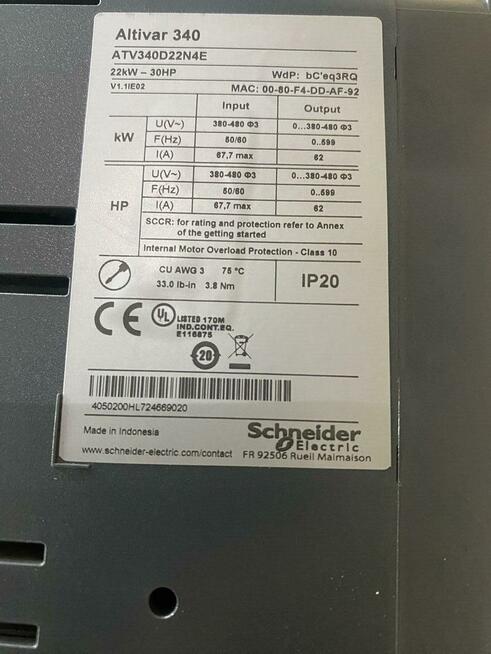 Altivar 340
ATV340D22N4E
22kW – 30HP WdP: bC'eq3RQ
V1.1IE02 MAC: 00-80-F4-DD-AF-92
Input Output
kW U(V~) 380-480 Φ3 0...380-480 Φ3
F(Hz) 50/60 0..599
I(A) 67,7 max 62
HP U(V~) 380-480 Φ3 0...380-480 Φ3
F(Hz) 50/60 0..599
I(A) 67,7 max 62
SCCR: for rating and protection refer to Annex
of the getting started
Internal Motor Overload Protection - Class 10
CU AWG 3 75 °C
33.0 lb-in 3.8 Nm
IP20
CE UL LISTED 170M
IND.CONT.EQ.
E116875
20
4050200HL724669020
Made in Indonesia
Schneider
Electric
www.schneider-electric.com/contact FR 92506 Rueil Malmaison